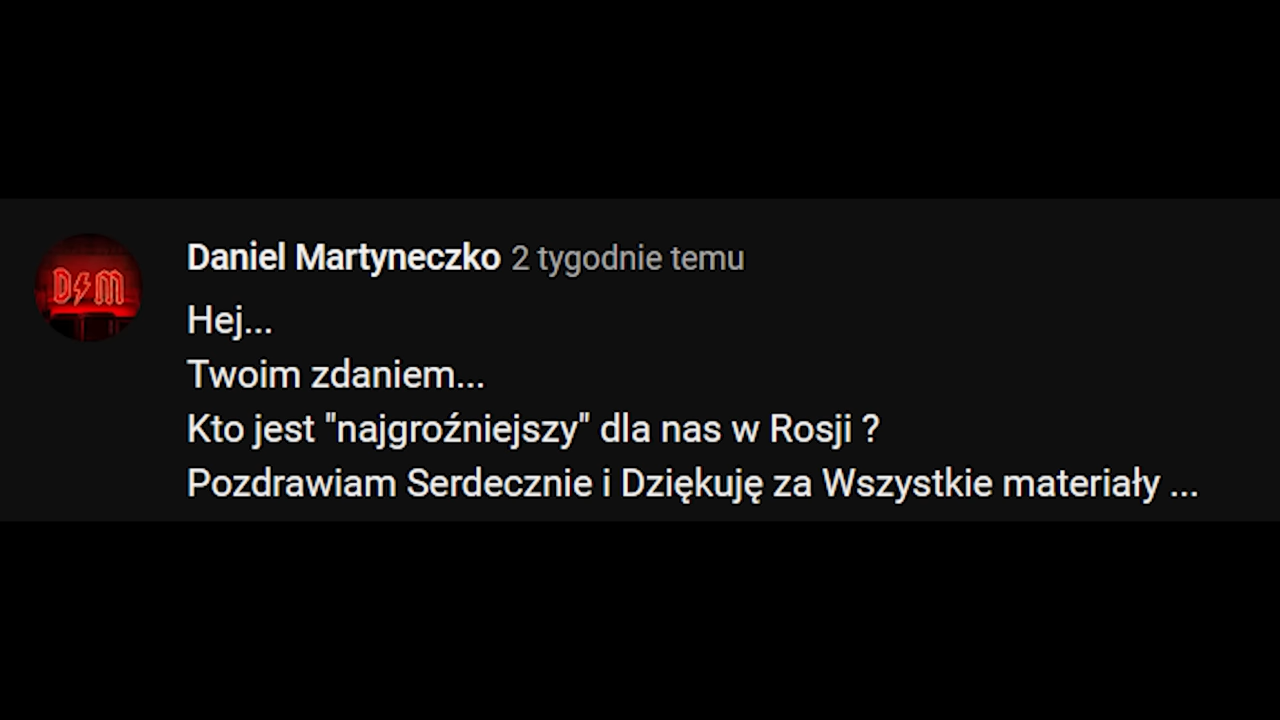 D⚡M
Daniel Martyneczko 2 tygodnie temu
Hej...
Twoim zdaniem...
Kto jest "najgroźniejszy" dla nas w Rosji ?
Pozdrawiam Serdecznie i Dziękuję za Wszystkie materiały ...